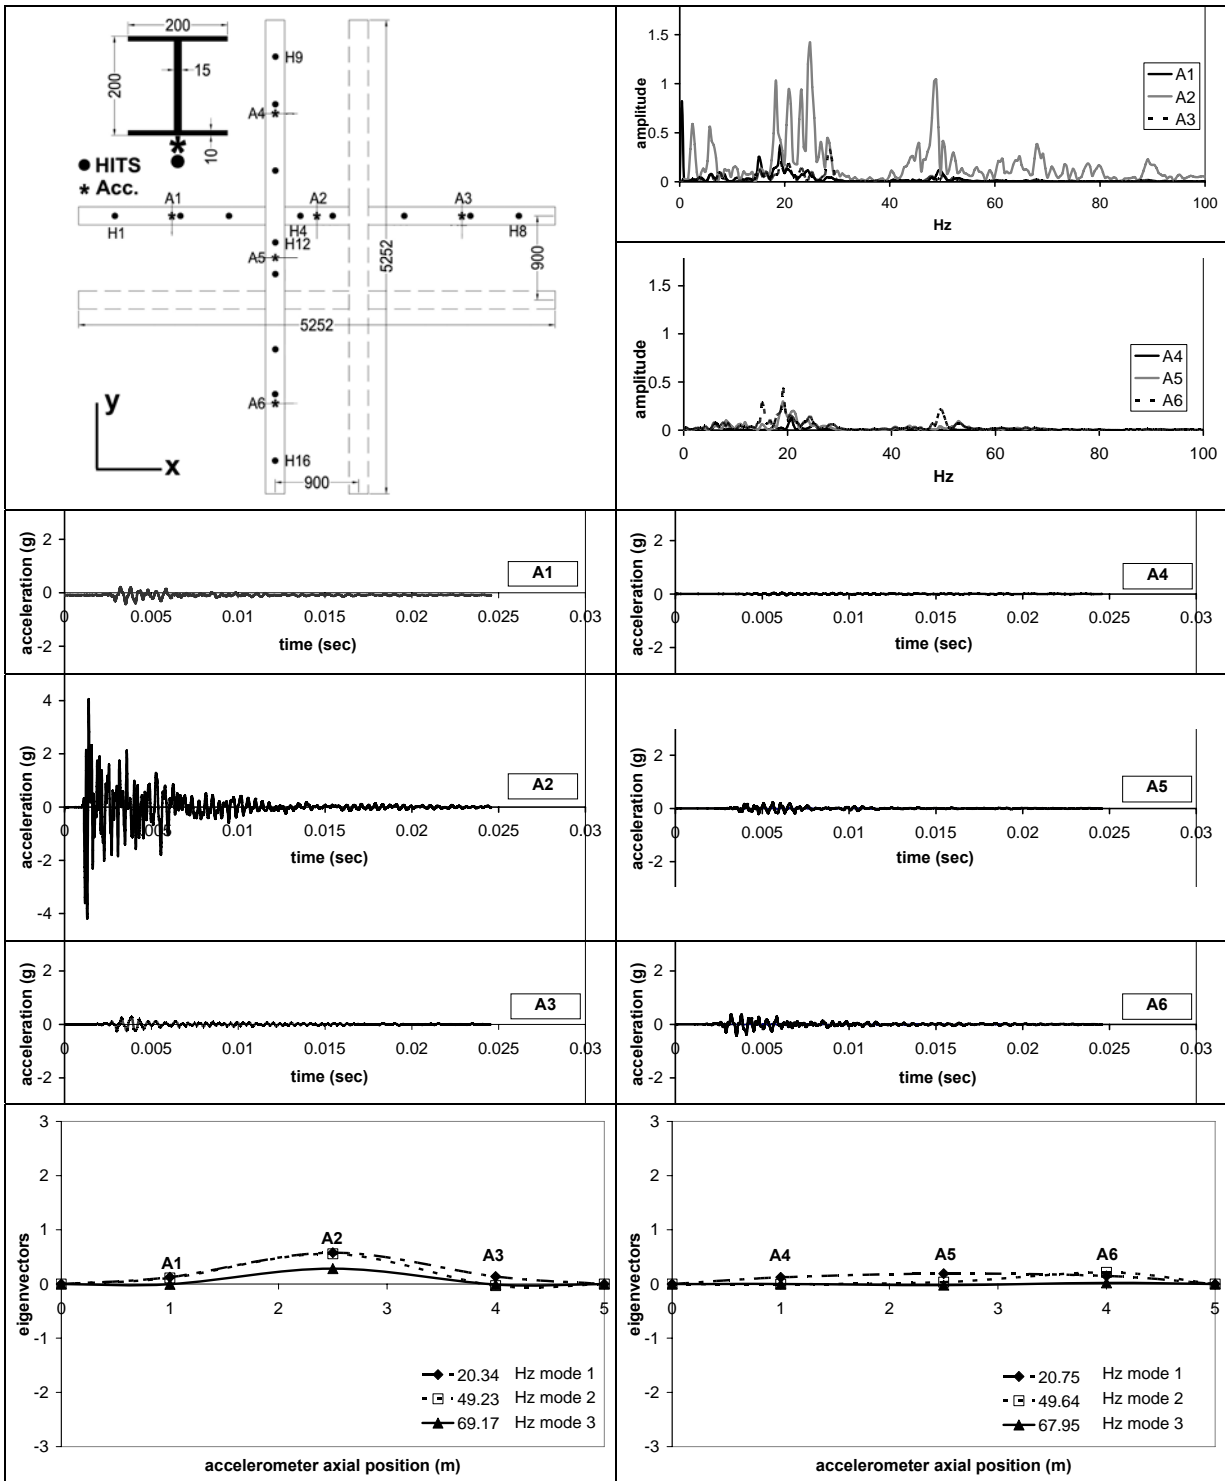 200
200
15
10
HITS
* Acc.
H9
A4
A1
A2
A3
H1
H4
H8
H12
A5
900
5252
5252
A6
H16
900
y
x
1.5
1
0.5
0
amplitude
A1
A2
A3
0 20 40 60 80 100
Hz
1.5
1
0.5
0
amplitude
A4
A5
A6
0 20 40 60 80 100
Hz
acceleration (g)
2
0
-2
A1
0 0.005 0.01 0.015 0.02 0.025 0.03
time (sec)
acceleration (g)
2
0
-2
A4
0 0.005 0.01 0.015 0.02 0.025 0.03
time (sec)
acceleration (g)
4
2
0
-2
-4
A2
0 0.005 0.01 0.015 0.02 0.025 0.03
time (sec)
acceleration (g)
2
0
-2
A5
0 0.005 0.01 0.015 0.02 0.025 0.03
time (sec)
acceleration (g)
2
0
-2
A3
0 0.005 0.01 0.015 0.02 0.025 0.03
time (sec)
acceleration (g)
2
0
-2
A6
0 0.005 0.01 0.015 0.02 0.025 0.03
time (sec)
eigenvectors
3
2
1
0
-1
-2
-3
A1
A2
A3
0 1 2 3 4 5
20.34 Hz mode 1
49.23 Hz mode 2
69.17 Hz mode 3
accelerometer axial position (m)
eigenvectors
3
2
1
0
-1
-2
-3
A4
A5
A6
0 1 2 3 4 5
20.75 Hz mode 1
49.64 Hz mode 2
67.95 Hz mode 3
accelerometer axial position (m)